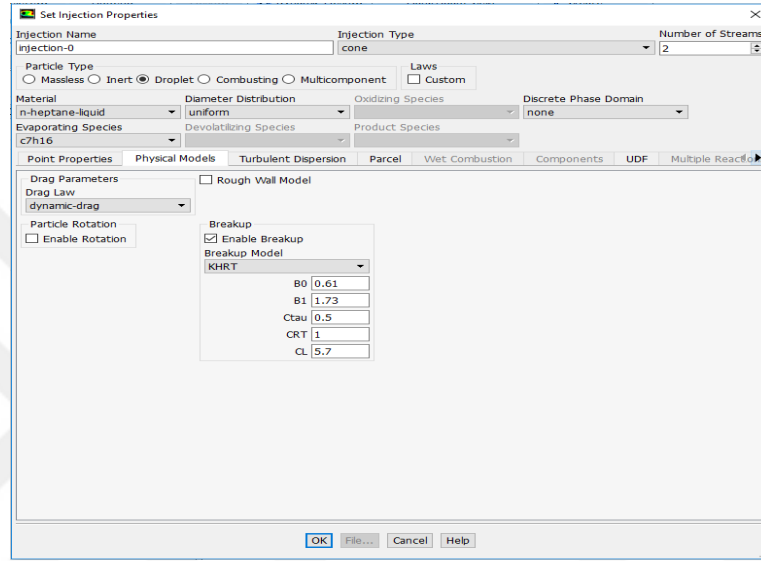 Set Injection Properties
Injection Name Injection Type Number of Streams
injection-0 cone 2
Particle Type Laws
Massless Inert Droplet Combusting Multicomponent Custom
Material Diameter Distribution Oxidizing Species Discrete Phase Domain
n-heptane-liquid uniform none
Evaporating Species Devolatilizing Species Product Species
c7h16
Point Properties Physical Models Turbulent Dispersion Parcel Wet Combustion Components UDF Multiple Reactio
Drag Parameters Rough Wall Model
Drag Law
dynamic-drag
Particle Rotation Breakup
Enable Rotation Enable Breakup
Breakup Model
KHRT
B0 0.61
B1 1.73
Ctau 0.5
CRT 1
CL 5.7
OK File... Cancel Help